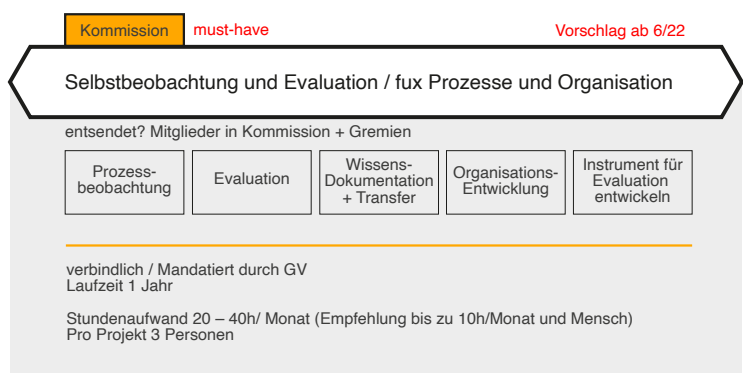 Kommission must-have Vorschlag ab 6/22
Selbstbeobachtung und Evaluation / fux Prozesse und Organisation
entsendet? Mitglieder in Kommission + Gremien
Prozess-
beobachtung
Evaluation
Wissens-
Dokumentation
+ Transfer
Organisations-
Entwicklung
Instrument für
Evaluation
entwickeln
verbindlich / Mandatiert durch GV
Laufzeit 1 Jahr
Stundenaufwand 20 – 40h/ Monat (Empfehlung bis zu 10h/Monat und Mensch)
Pro Projekt 3 Personen